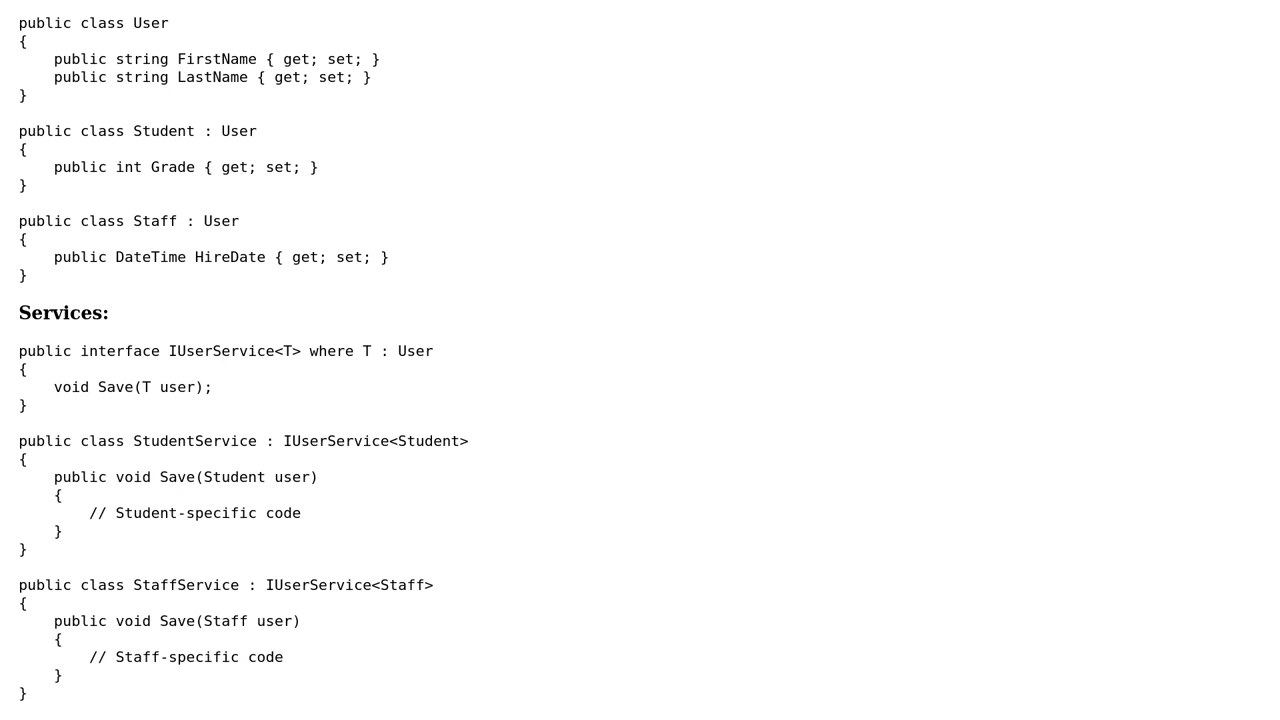 public class User
{
    public string FirstName { get; set; }
    public string LastName { get; set; }
}

public class Student : User
{
    public int Grade { get; set; }
}

public class Staff : User
{
    public DateTime HireDate { get; set; }
}

Services:

public interface IUserService<T> where T : User
{
    void Save(T user);
}

public class StudentService : IUserService<Student>
{
    public void Save(Student user)
    {
        // Student-specific code
    }
}

public class StaffService : IUserService<Staff>
{
    public void Save(Staff user)
    {
        // Staff-specific code
    }
}